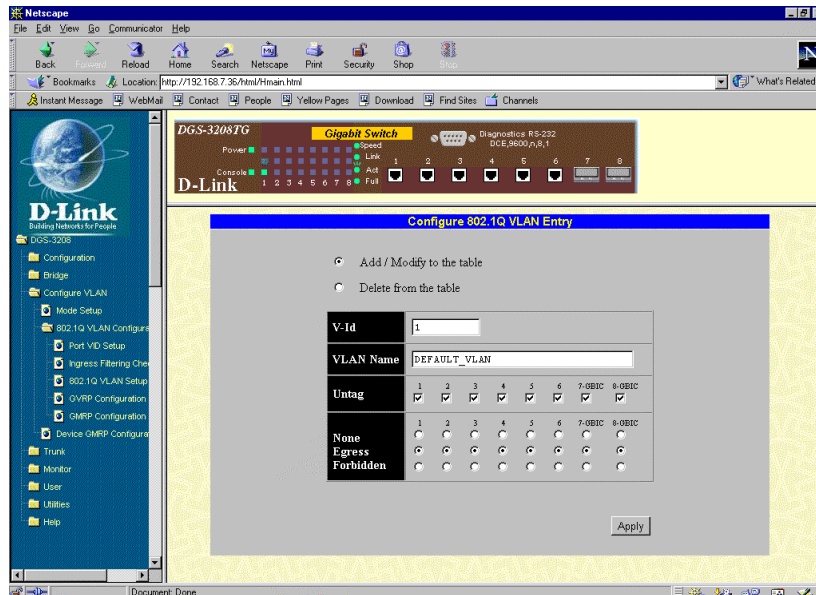 Netscape
File Edit View Go Communicator Help
Back Forward Reload Home Search Netscape Print Security Shop Stop
Bookmarks Location: http://192.168.7.36/html/Hmain.html What's Related
Instant Message WebMail Contact People Yellow Pages Download Find Sites Channels
D-Link
Building Networks for People
DGS-3208
Configuration
Bridge
Configure VLAN
Mode Setup
802.1Q VLAN Configura
Port VID Setup
Ingress Filtering Chec
802.1Q VLAN Setup
GVRP Configuration
GMRP Configuration
Device GMRP Configurat
Trunk
Monitor
User
Utilities
Help
DGS-3208TG Gigabit Switch Diagnostics RS-232
DCE,9600,n,8,1
Power Speed
Link
Console Act
Full
D-Link 1 2 3 4 5 6 7 8
1 2 3 4 5 6 7 8
Configure 802.1Q VLAN Entry
Add / Modify to the table
Delete from the table
V-Id 1
VLAN Name DEFAULT_VLAN
Untag 1 2 3 4 5 6 7-GBIC 8-GBIC
1 2 3 4 5 6 7-GBIC 8-GBIC
None
Egress
Forbidden
Apply
Document: Done